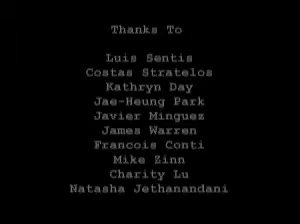 Thanks To
Luis Sentis
Costas Stratelos
Kathryn Day
Jae-Heung Park
Javier Minguez
James Warren
Francois Conti
Mike Zinn
Charity Lu
Natasha Jethanandani